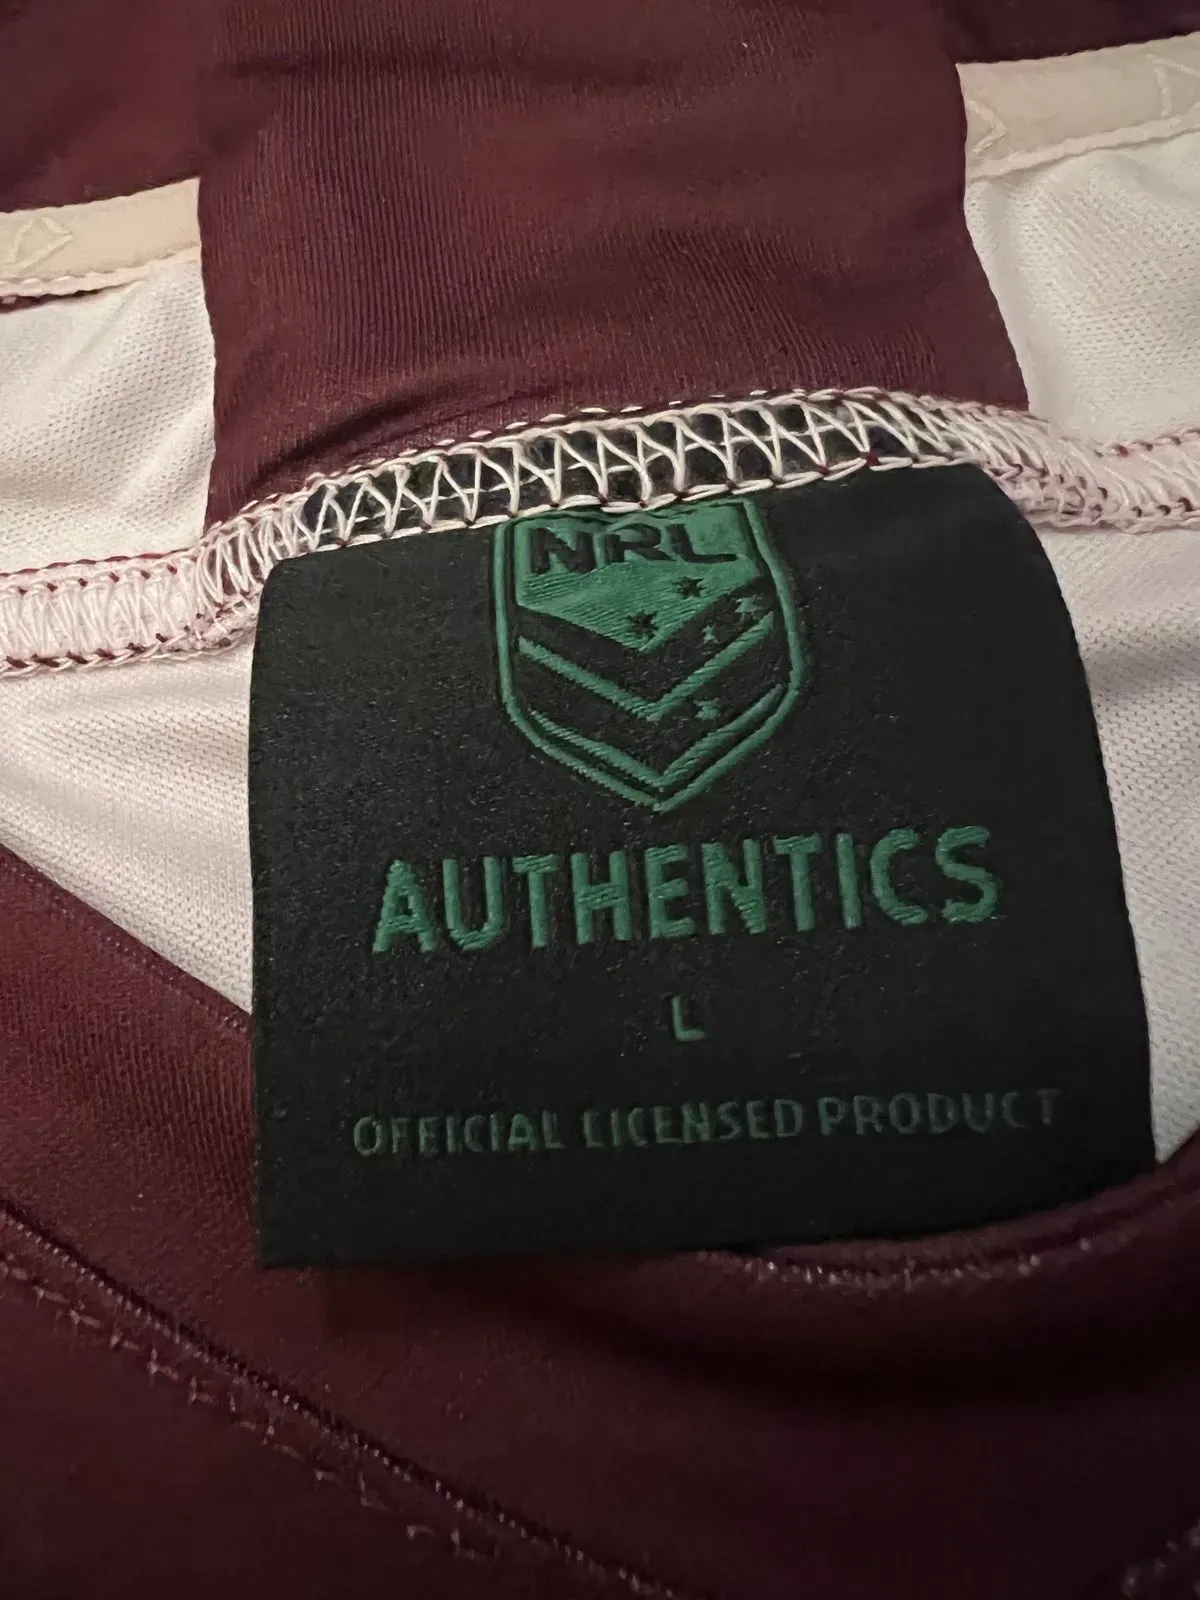 NRL
AUTHENTICS
L
OFFICIAL LICENSED PRODUCT